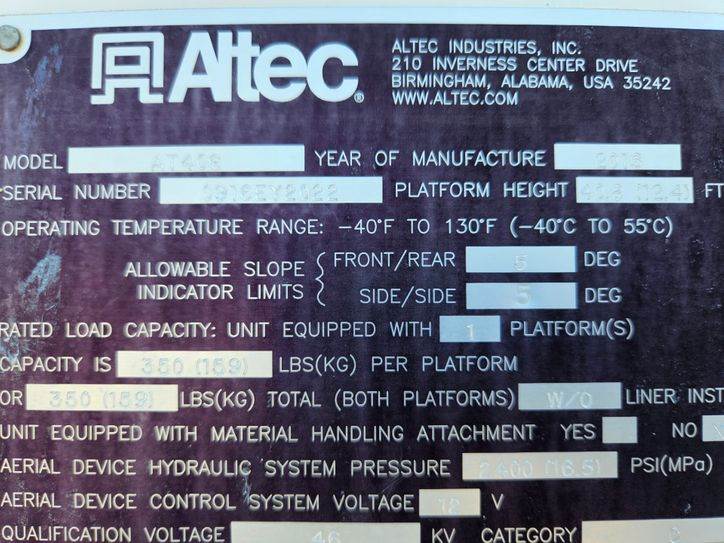 Altec
ALTEC INDUSTRIES, INC.
210 INVERNESS CENTER DRIVE
BIRMINGHAM, ALABAMA, USA 35242
WWW.ALTEC.COM
MODEL YEAR OF MANUFACTURE
SERIAL NUMBER PLATFORM HEIGHT FT
OPERATING TEMPERATURE RANGE: -40°F TO 130°F (-40°C TO 55°C)
ALLOWABLE SLOPE INDICATOR LIMITS { FRONT/REAR 5 DEG
SIDE/SIDE 5 DEG
RATED LOAD CAPACITY: UNIT EQUIPPED WITH 1 PLATFORM(S)
CAPACITY IS 350 (159) LBS(KG) PER PLATFORM
OR 350 (159) LBS(KG) TOTAL (BOTH PLATFORMS) W/O LINER INST
UNIT EQUIPPED WITH MATERIAL HANDLING ATTACHMENT YES NO X
AERIAL DEVICE HYDRAULIC SYSTEM PRESSURE 2,400 (16.5) PSI(MPa)
AERIAL DEVICE CONTROL SYSTEM VOLTAGE 12 V
QUALIFICATION VOLTAGE 46 KV CATEGORY C